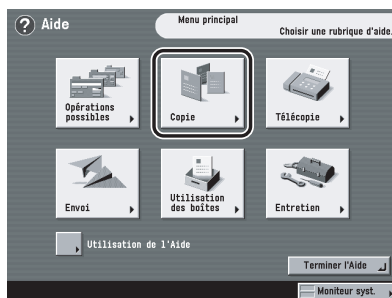 Aide
Menu principal
Choisir une rubrique d'aide.
Opérations
possibles
Copie
Télécopie
Envoi
Utilisation
des boîtes
Entretien
Utilisation de l'Aide
Terminer l'Aide
Moniteur syst.